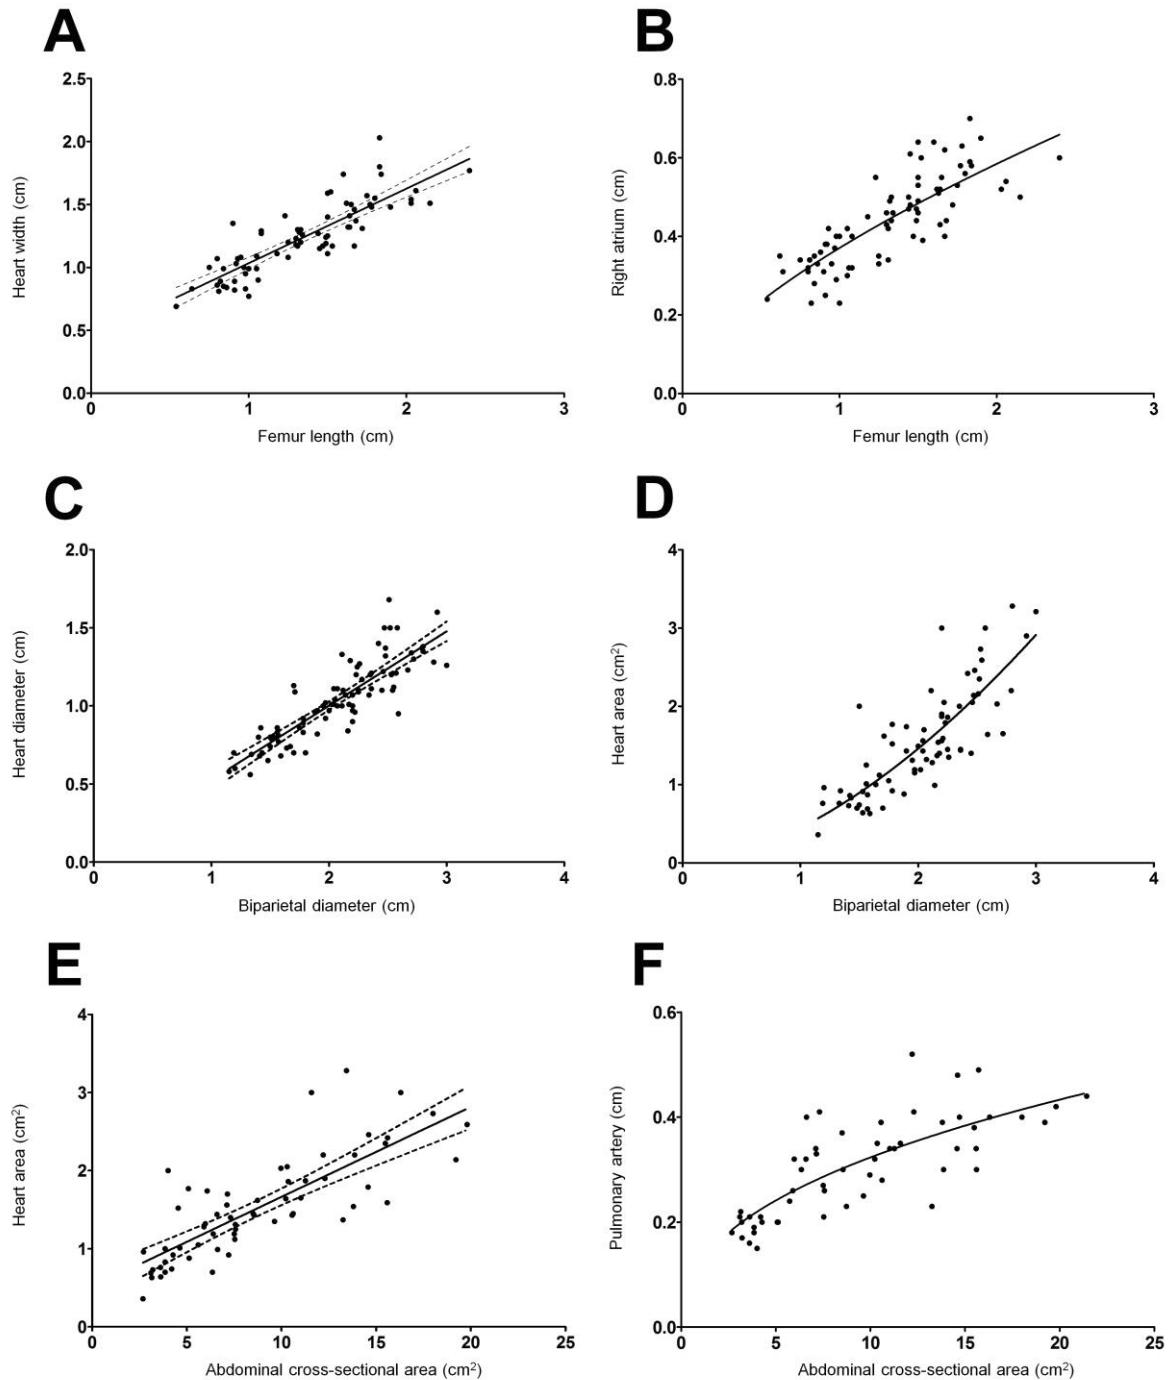 A
B
2.5
2.0
1.5
1.0
0.5
0.0
Heart width (cm)
0 1 2 3
Femur length (cm)
0.8
0.6
0.4
0.2
0.0
Right atrium (cm)
0 1 2 3
Femur length (cm)
C
D
2.0
1.5
1.0
0.5
0.0
Heart diameter (cm)
0 1 2 3 4
Biparietal diameter (cm)
4
3
2
1
0
Heart area (cm²)
0 1 2 3 4
Biparietal diameter (cm)
E
F
4
3
2
1
0
Heart area (cm²)
0 5 10 15 20 25
Abdominal cross-sectional area (cm²)
0.6
0.4
0.2
0.0
Pulmonary artery (cm)
0 5 10 15 20 25
Abdominal cross-sectional area (cm²)